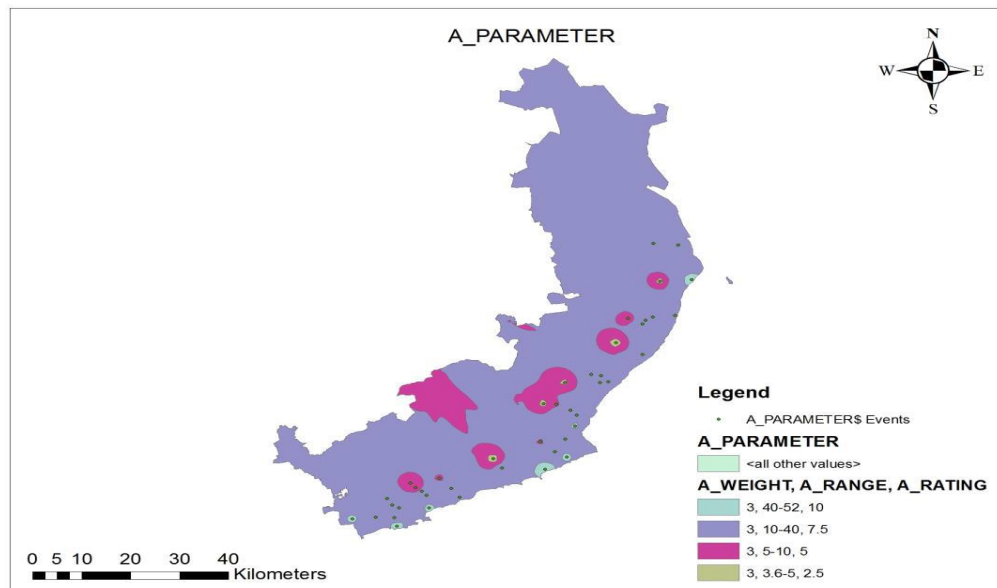 A_PARAMETER
N
W E
S
Legend
A_PARAMETER$ Events
A_PARAMETER
<all other values>
A_WEIGHT, A_RANGE, A_RATING
3, 40-52, 10
3, 10-40, 7.5
3, 5-10, 5
3, 3.6-5, 2.5
0 5 10 20 30 40
Kilometers